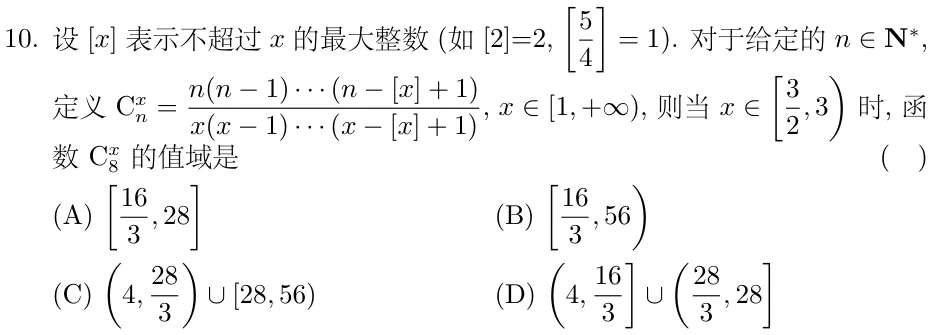 10. 设 [x] 表示不超过 x 的最大整数 (如 [2]=2, [5/4] = 1). 对于给定的 n ∈ N*,
定义 C_n^x = \frac{n(n − 1) ··· (n − [x] + 1)}{x(x − 1) ··· (x − [x] + 1)}, x ∈ [1, +∞), 则当 x ∈ [3/2, 3) 时, 函
数 C_8^x 的值域是 ( )
(A) [16/3, 28] (B) [16/3, 56)
(C) (4, 28/3) ∪ [28, 56) (D) (4, 16/3] ∪ (28/3, 28]